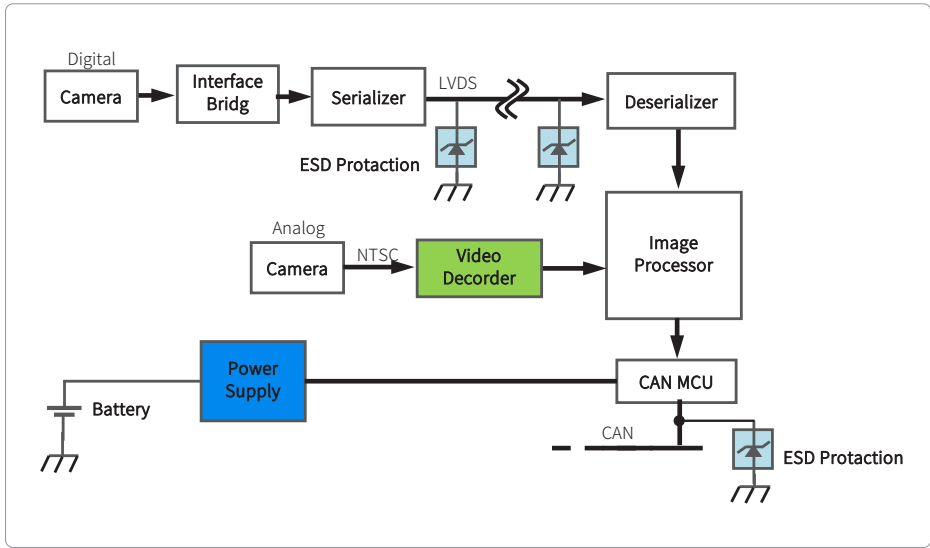 Digital
Camera
Interface
Bridg
Serializer
LVDS
Deserializer
ESD Protaction
Analog
Camera
NTSC
Video
Decorder
Image
Processor
Power
Supply
CAN MCU
Battery
CAN
ESD Protaction